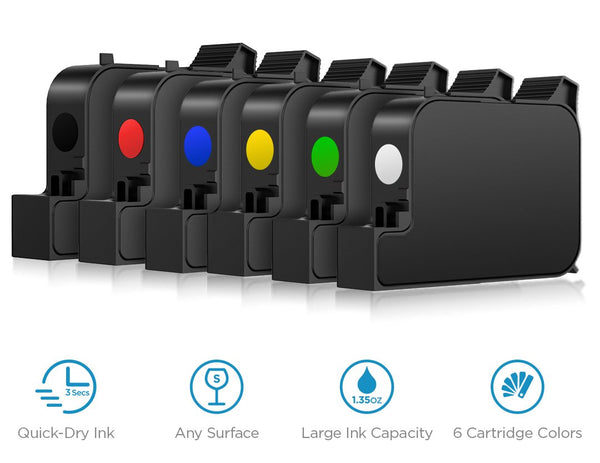 3 Secs
S
1.35OZ
Quick-Dry Ink
Any Surface
Large Ink Capacity
6 Cartridge Colors